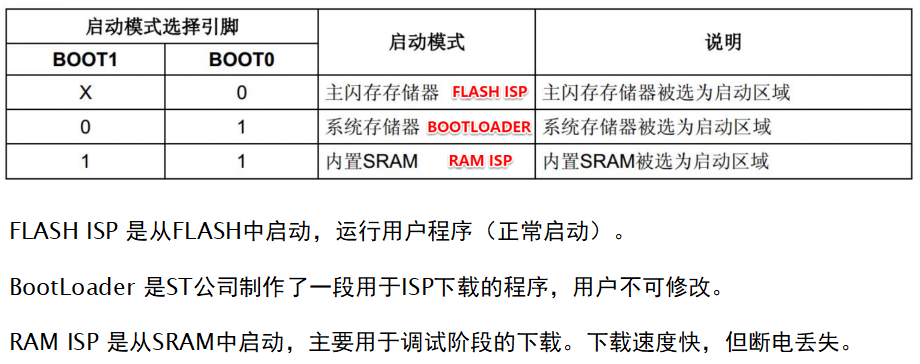 启动模式选择引脚 启动模式 说明
BOOT1 BOOT0
X 0 主闪存存储器 FLASH ISP 主闪存存储器被选为启动区域
0 1 系统存储器 BOOTLOADER 系统存储器被选为启动区域
1 1 内置SRAM RAM ISP 内置SRAM被选为启动区域
FLASH ISP 是从FLASH中启动，运行用户程序（正常启动）。
BootLoader 是ST公司制作了一段用于ISP下载的程序，用户不可修改。
RAM ISP 是从SRAM中启动，主要用于调试阶段的下载。下载速度快，但断电丢失。